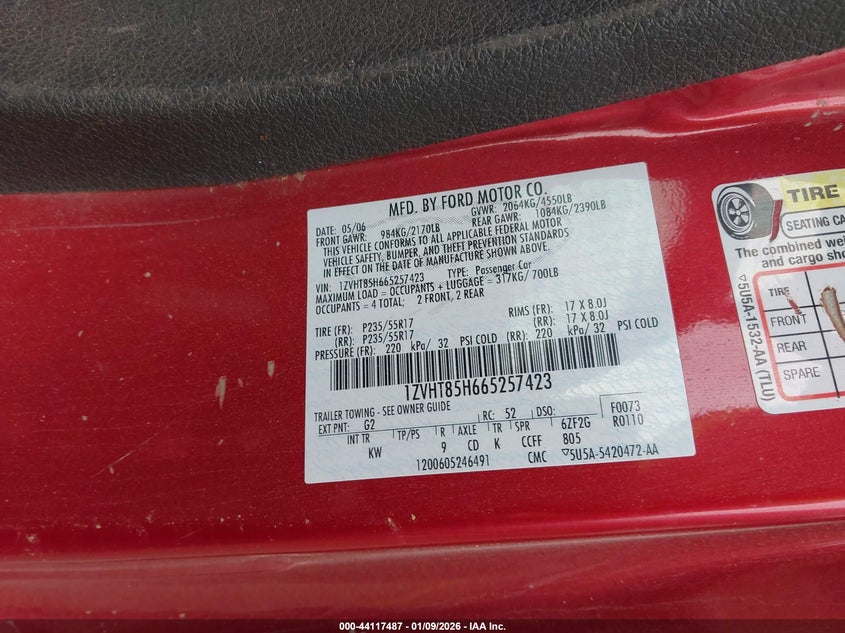 MFD. BY FORD MOTOR CO.
DATE: 05/06 GVWR: 2064KG/4550LB
FRONT GAWR: 984KG/2170LB REAR GAWR: 1084KG/2390LB
THIS VEHICLE CONFORMS TO ALL APPLICABLE FEDERAL MOTOR
VEHICLE SAFETY, BUMPER, AND THEFT PREVENTION STANDARDS
IN EFFECT ON THE DATE OF MANUFACTURE SHOWN ABOVE.
VIN: 1ZVHT85H665257423 TYPE: Passenger Car
MAXIMUM LOAD = OCCUPANTS + LUGGAGE = 317KG/ 700LB
OCCUPANTS = 4 TOTAL; 2 FRONT, 2 REAR
TIRE (FR): P235/55R17 RIMS (FR): 17 X 8.0J
(RR): P235/55R17 (RR): 17 X 8.0J
PRESSURE (FR): 220 kPa/ 32 PSI COLD (RR): 220 kPa/ 32 PSI COLD
1ZVHT85H665257423
TRAILER TOWING - SEE OWNER GUIDE
EXT PNT: G2 RC: 52 DSO: F0073
R0110
INT TR TP/PS R AXLE TR SPR 6ZF2G
KW 9 CD K CCFF 805
1200605246491 CMC ▽5U5A-5420472-AA
TIRE
SEATING CA
The combined wei
and cargo sho
TIRE
FRONT
REAR
SPARE
▽5U5A-1532-AA (TLU)
000-44117487 - 01/09/2026 - IAA Inc.